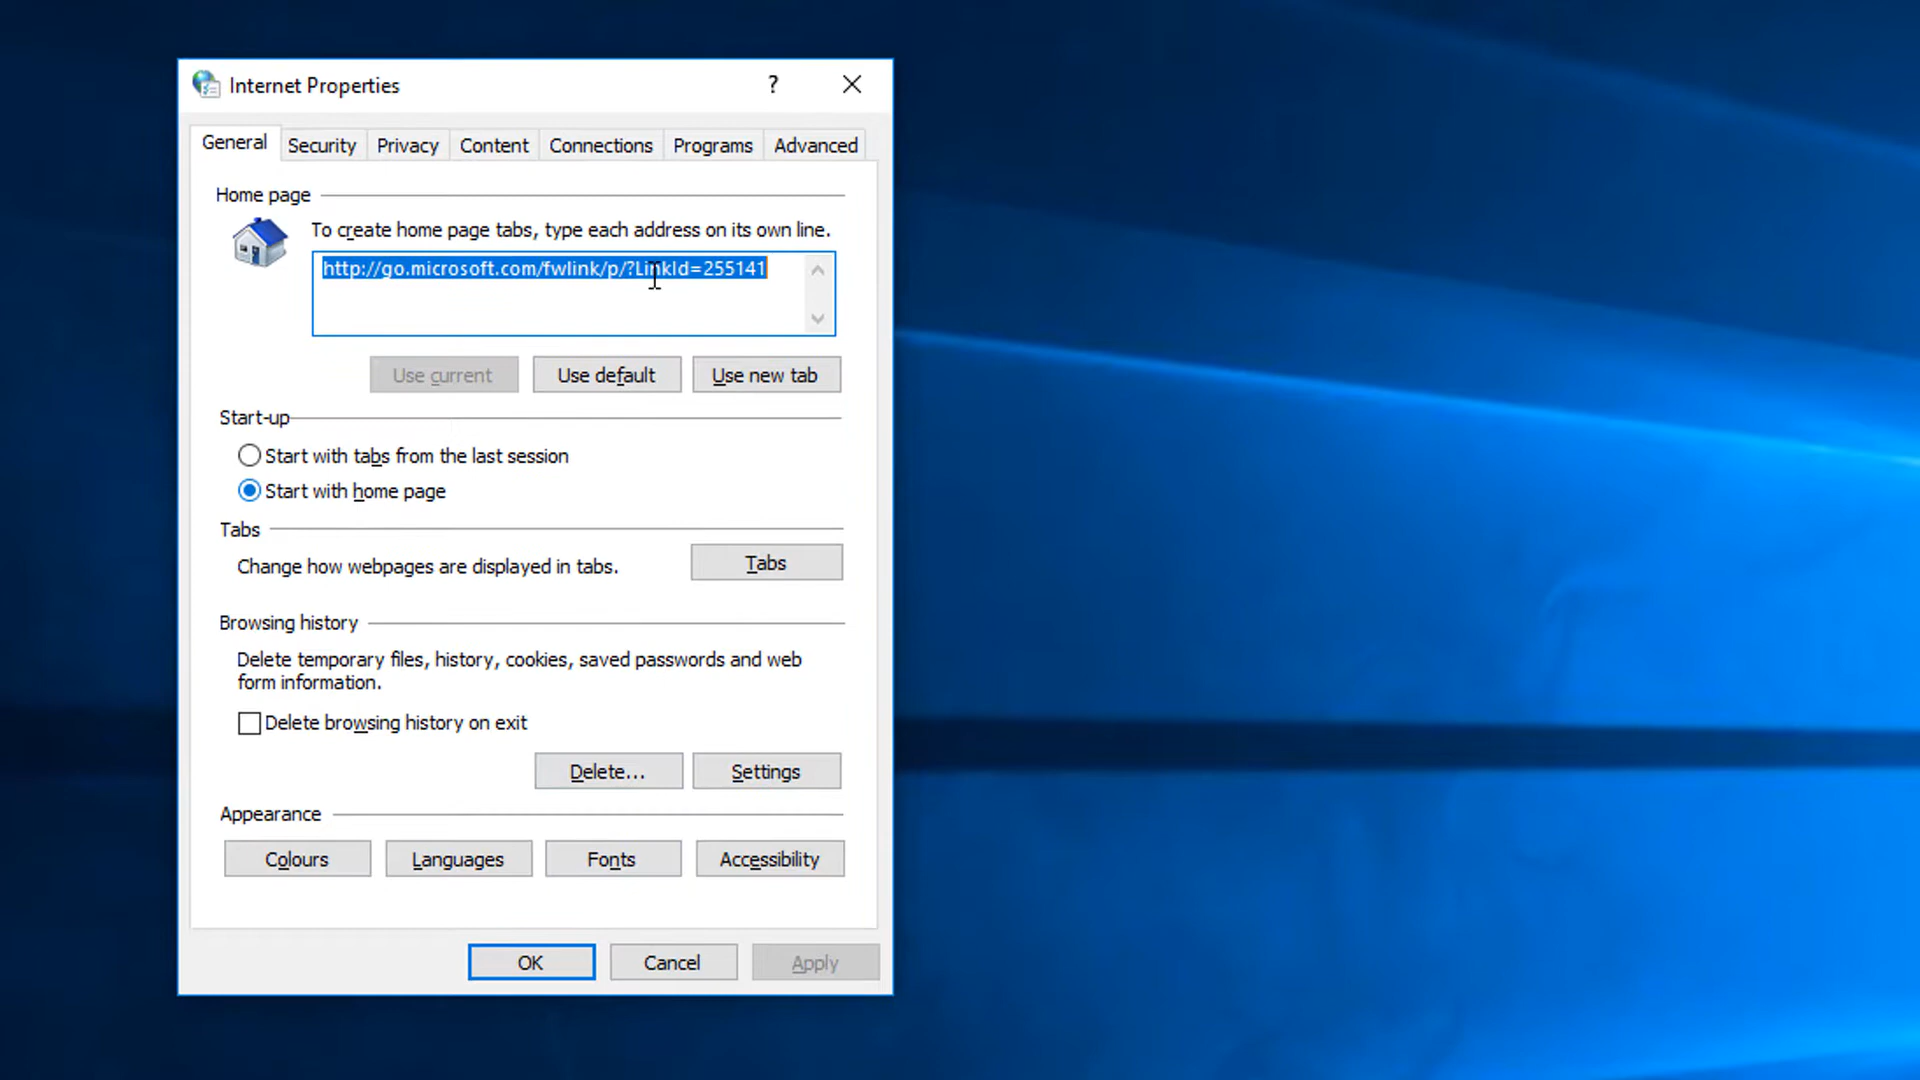 Internet Properties ?
General Security Privacy Content Connections Programs Advanced
Home page
To create home page tabs, type each address on its own line.
http://go.microsoft.com/fwlink/p/?LinkId=255141
Use current Use default Use new tab
Start-up
Start with tabs from the last session
Start with home page
Tabs
Change how webpages are displayed in tabs. Tabs
Browsing history
Delete temporary files, history, cookies, saved passwords and web
form information.
Delete browsing history on exit
Delete... Settings
Appearance
Colours Languages Fonts Accessibility
OK Cancel Apply